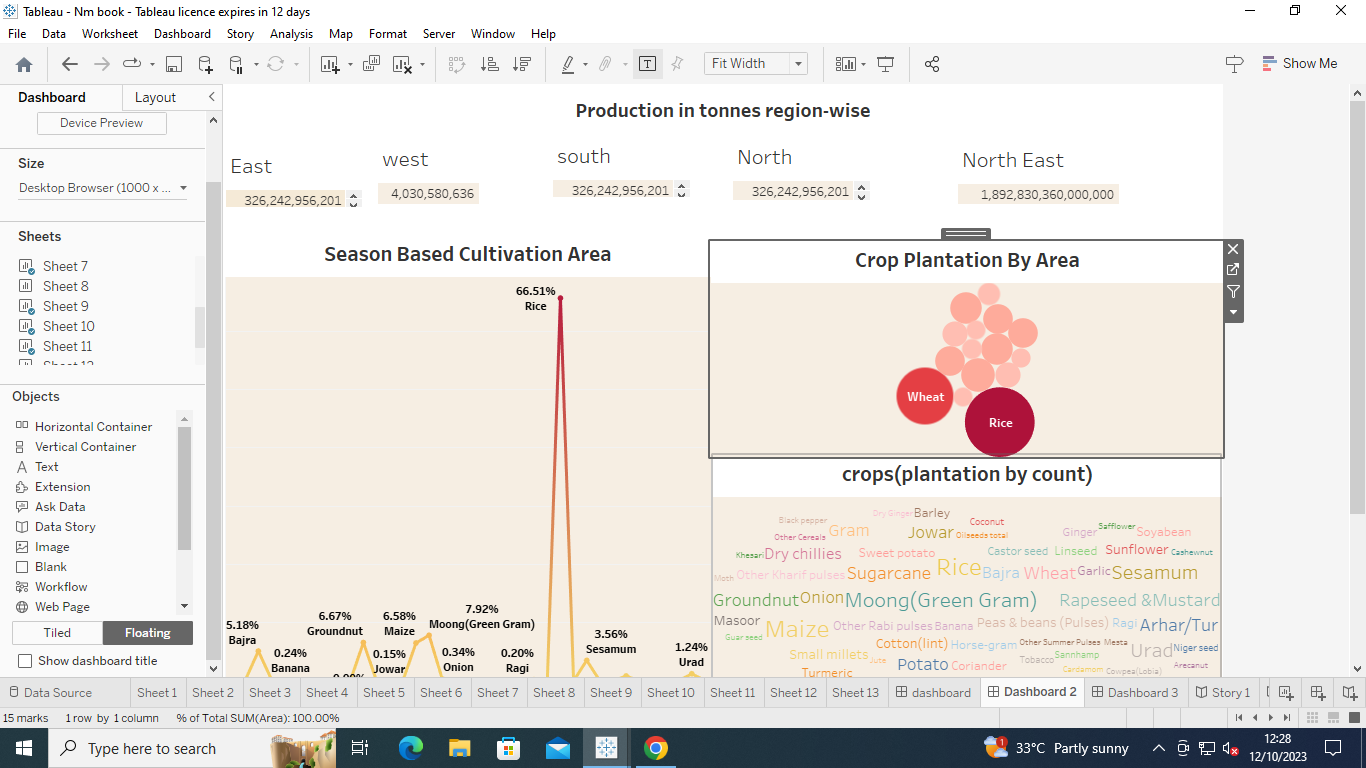 Tableau - Nm book - Tableau licence expires in 12 days
File Data Worksheet Dashboard Story Analysis Map Format Server Window Help
Fit Width
Show Me
Dashboard Layout
Device Preview
Size
Desktop Browser (1000 x ...
Sheets
Sheet 7
Sheet 8
Sheet 9
Sheet 10
Sheet 11
Objects
Horizontal Container
Vertical Container
Text
Extension
Ask Data
Data Story
Image
Blank
Workflow
Web Page
Tiled Floating
Show dashboard title
Production in tonnes region-wise
East
326,242,956,201
west
4,030,580,636
south
326,242,956,201
North
326,242,956,201
North East
1,892,830,360,000,000
Season Based Cultivation Area
66.51%
Rice
5.18%
Bajra
0.24%
Banana
6.67%
Groundnut
0.15%
Jowar
6.58%
Maize
7.92%
Moong(Green Gram)
0.34%
Onion
0.20%
Ragi
3.56%
Sesamum
1.24%
Urad
Crop Plantation By Area
Wheat
Rice
crops(plantation by count)
Dry Ginger Barley
Black pepper Gram Coconut
Other Cereals Jowar Oilseeds total Ginger Safflower Soyabean
Khesari Dry chillies Sweet potato Castor seed Linseed Sunflower Cashewnut
Moth Other Kharif pulses Sugarcane Rice Bajra Wheat Garlic Sesamum
Groundnut Onion Moong(Green Gram) Rapeseed &Mustard
Masoor Maize Other Rabi pulses Banana Peas & beans (Pulses) Ragi Arhar/Tur
Guar seed Cotton(lint) Horse-gram Other Summer Pulses Mesta Urad Niger seed
Small millets Jute Potato Coriander Tobacco Sannhamp Arecanut
Turmeric Cardamom Cowpea(Lobia)
Data Source Sheet 1 Sheet 2 Sheet 3 Sheet 4 Sheet 5 Sheet 6 Sheet 7 Sheet 8 Sheet 9 Sheet 10 Sheet 11 Sheet 12 Sheet 13 dashboard Dashboard 2 Dashboard 3 Story 1
15 marks 1 row by 1 column % of Total SUM(Area): 100.00%
Type here to search
33°C Partly sunny
12:28
12/10/2023